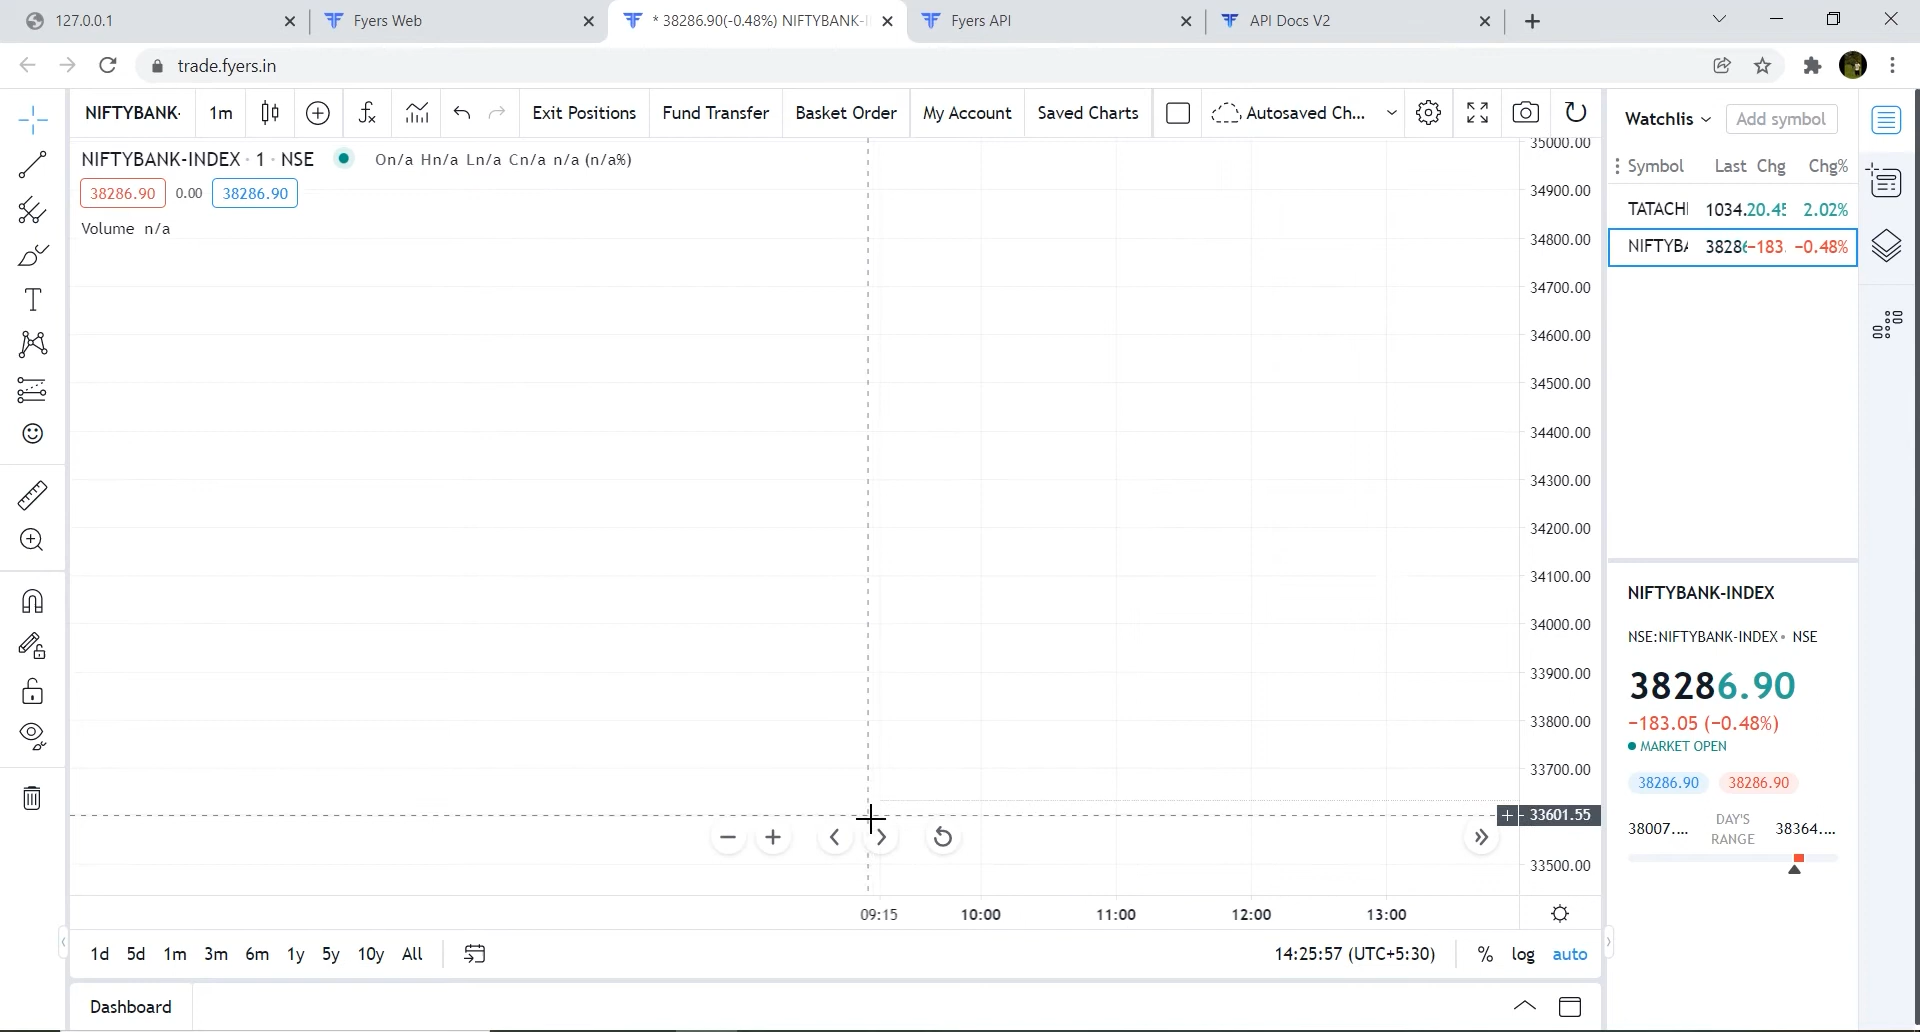 127.0.0.1
Fyers Web
* 38286.90(-0.48%) NIFTYBANK-I
Fyers API
API Docs V2
trade.fyers.in
NIFTYBANK-
1m
Exit Positions
Fund Transfer
Basket Order
My Account
Saved Charts
Autosaved Ch...
NIFTYBANK-INDEX · 1 · NSE
On/a Hn/a Ln/a Cn/a n/a (n/a%)
38286.90
0.00
38286.90
Volume n/a
35000.00
34900.00
34800.00
34700.00
34600.00
34500.00
34400.00
34300.00
34200.00
34100.00
34000.00
33900.00
33800.00
33700.00
33601.55
33500.00
09:15
10:00
11:00
12:00
13:00
1d
5d
1m
3m
6m
1y
5y
10y
All
14:25:57 (UTC+5:30)
%
log
auto
Dashboard
Watchlis
Add symbol
Symbol
Last
Chg
Chg%
TATACH
1034.
20.45
2.02%
NIFTYBA
3828
−183.
−0.48%
NIFTYBANK-INDEX
NSE:NIFTYBANK-INDEX • NSE
38286.90
−183.05 (−0.48%)
MARKET OPEN
38286.90
38286.90
38007....
DAY'S
RANGE
38364....